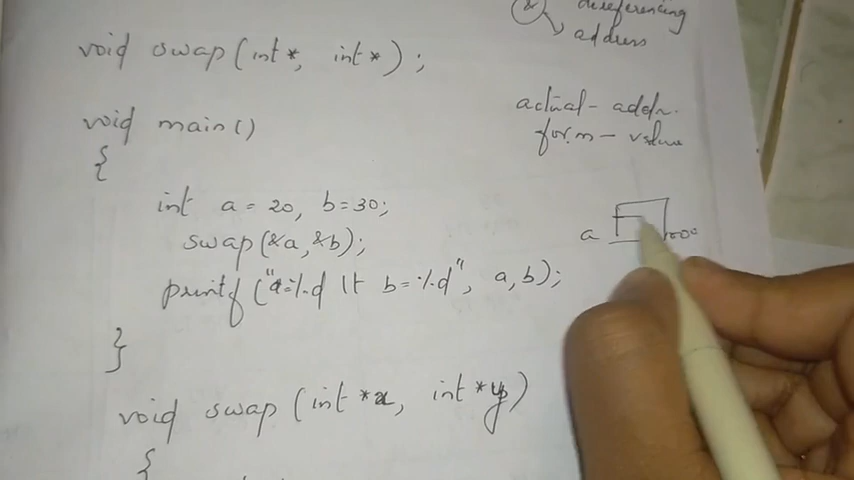 & dereferencing
address
void swap(int*, int*);
actual - addr.
form - value
void main()
{
int a = 20, b = 30;
swap(&a, &b);
a
printf("a=%d \t b=%d", a, b);
}
void swap(int *x, int *y)
{